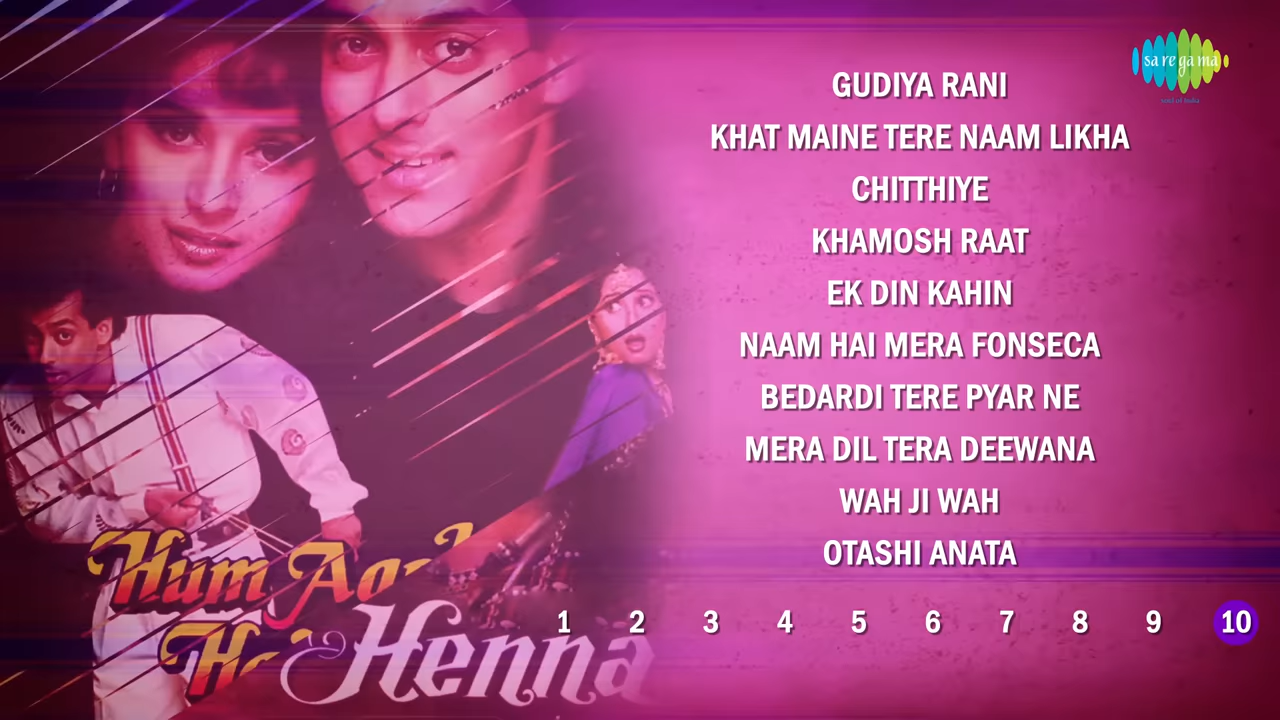 sa re ga ma
GUDIYA RANI
KHAT MAINE TERE NAAM LIKHA
CHITTHIYE
KHAMOSH RAAT
EK DIN KAHIN
NAAM HAI MERA FONSECA
BEDARDI TERE PYAR NE
MERA DIL TERA DEEWANA
WAH JI WAH
OTASHI ANATA
Hum
Henna
1 2 3 4 5 6 7 8 9 10